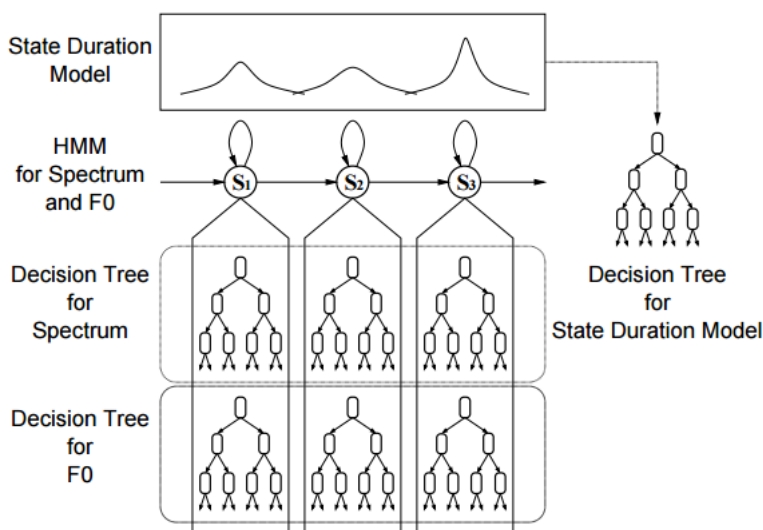 State Duration
Model
HMM
for Spectrum
and F0
S1
S2
S3
Decision Tree
for
Spectrum
Decision Tree
for
State Duration Model
Decision Tree
for
F0